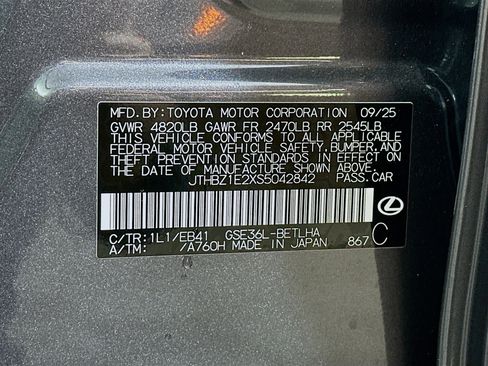 MFD. BY: TOYOTA MOTOR CORPORATION 09/25
GVWR 4820LB GAWR FR 2470LB RR 2545LB
THIS VEHICLE CONFORMS TO ALL APPLICABLE
FEDERAL MOTOR VEHICLE SAFETY, BUMPER, AND
THEFT PREVENTION STANDARDS IN EFFECT ON
THE DATE OF MANUFACTURE SHOWN ABOVE.
JTHBZ1E2XS5042842 PASS.CAR
C/TR: 1L1/EB41 GSE36L-BETLHA
A/TM: /A760H MADE IN JAPAN 867 C